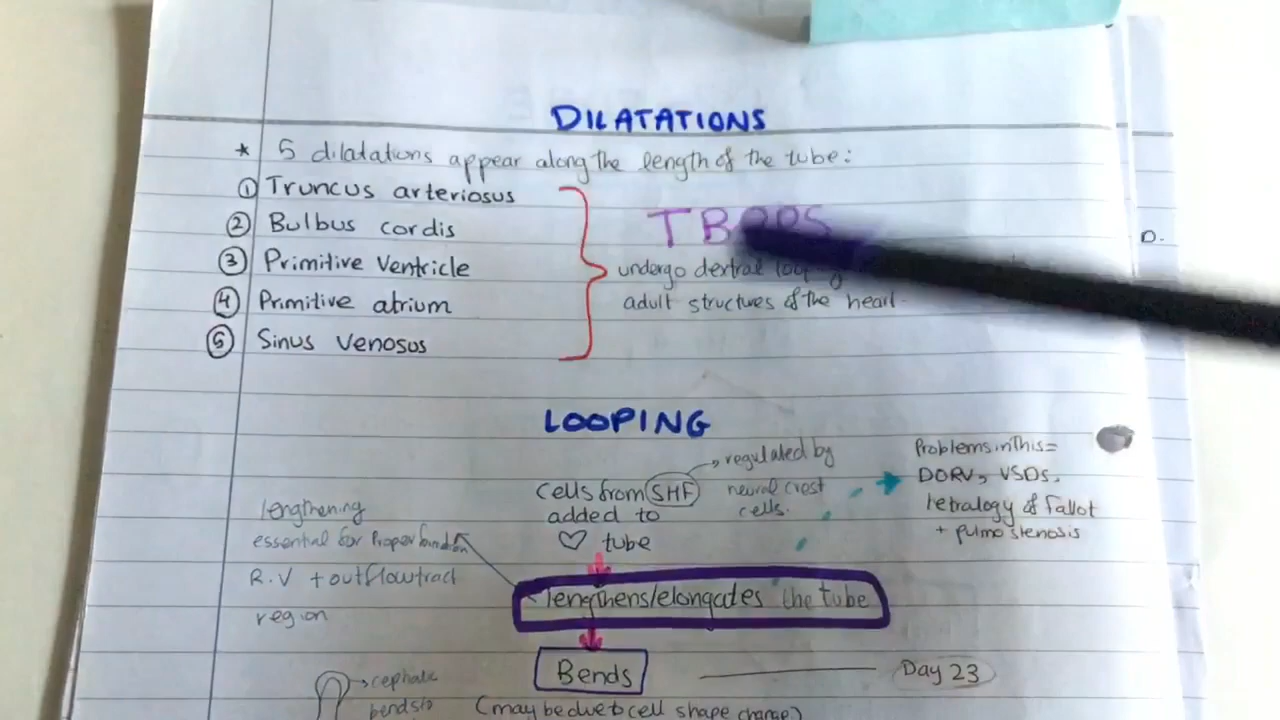 DILATATIONS
* 5 dilatations appear along the length of the tube:
① Truncus arteriosus
② Bulbus cordis
③ Primitive Ventricle
④ Primitive atrium
⑤ Sinus venosus
TBPPS
undergo dextral looping
adult structures of the heart.
D.
LOOPING
Cells from SHF
added to
♡ tube
regulated by
neural crest
cells.
Problems in this =
DORV, VSDs,
tetralogy of fallot
+ pulmo stenosis
lengthening
essential for Proper
R.V + outflow tract
region
lengthens/elongates the tube
Bends
Day 23
cephalic
bends to
(may be due to cell shape change)